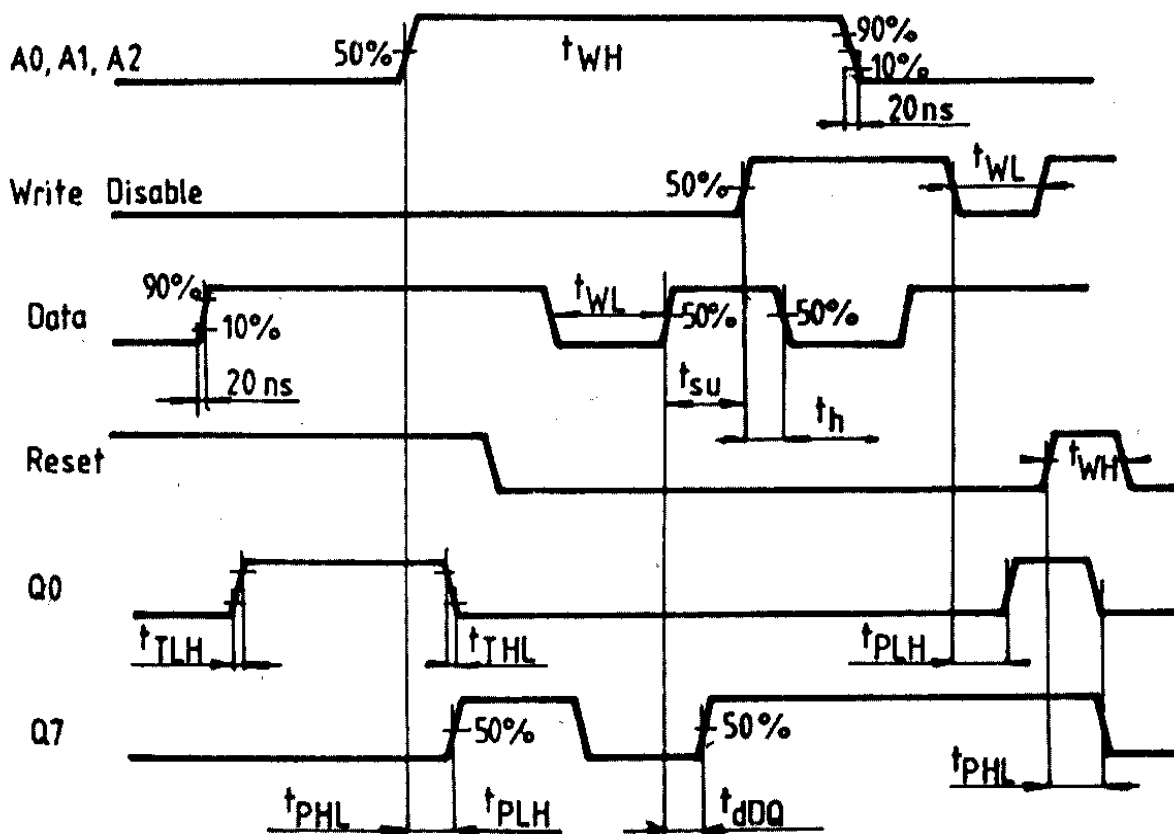 A0, A1, A2
50%
tWH
90%
10%
20ns
Write Disable
50%
tWL
Data
90%
10%
20 ns
tWL
50%
50%
tsu
th
Reset
tWH
Q0
tTLH
tTHL
tPLH
Q7
50%
50%
tPHL
tPHL
tPLH
tdDQ